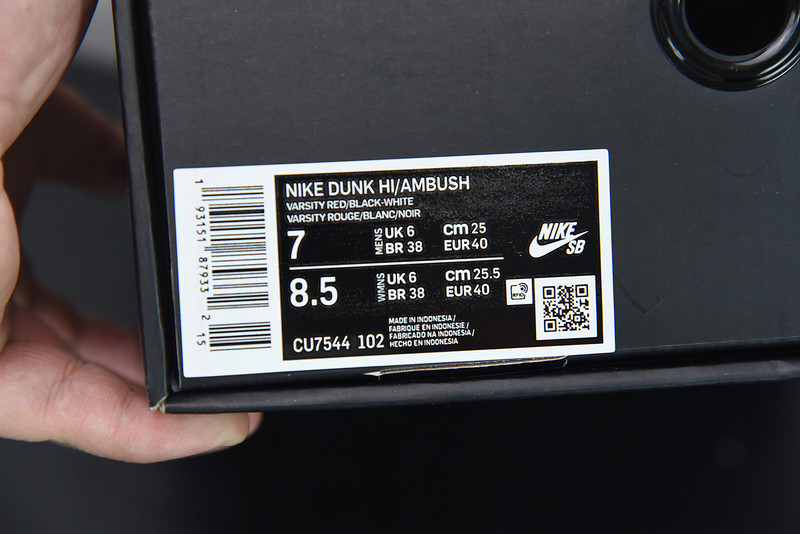 NIKE DUNK HI/AMBUSH
VARSITY RED/BLACK-WHITE
VARSITY ROUGE/BLANC/NOIR
7 MENS UK 6 cm 25
BR 38 EUR 40
8.5 WMNS UK 6 cm 25.5
BR 38 EUR 40
CU7544 102
MADE IN INDONESIA /
FABRIQUE EN INDONESIE /
FABRICADO NA INDONESIA /
HECHO EN INDONESIA
NIKE
SB
RFID
1 93151 87933 2 15